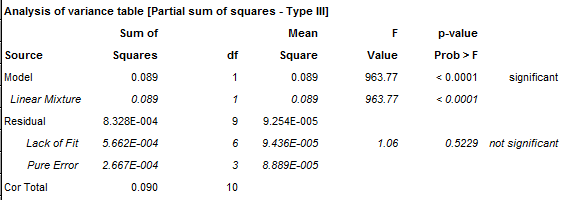 Analysis of variance table [Partial sum of squares - Type III]
Sum of Mean F p-value
Source Squares df Square Value Prob > F
Model 0.089 1 0.089 963.77 < 0.0001 significant
Linear Mixture 0.089 1 0.089 963.77 < 0.0001
Residual 8.328E-004 9 9.254E-005
Lack of Fit 5.662E-004 6 9.436E-005 1.06 0.5229 not significant
Pure Error 2.667E-004 3 8.889E-005
Cor Total 0.090 10